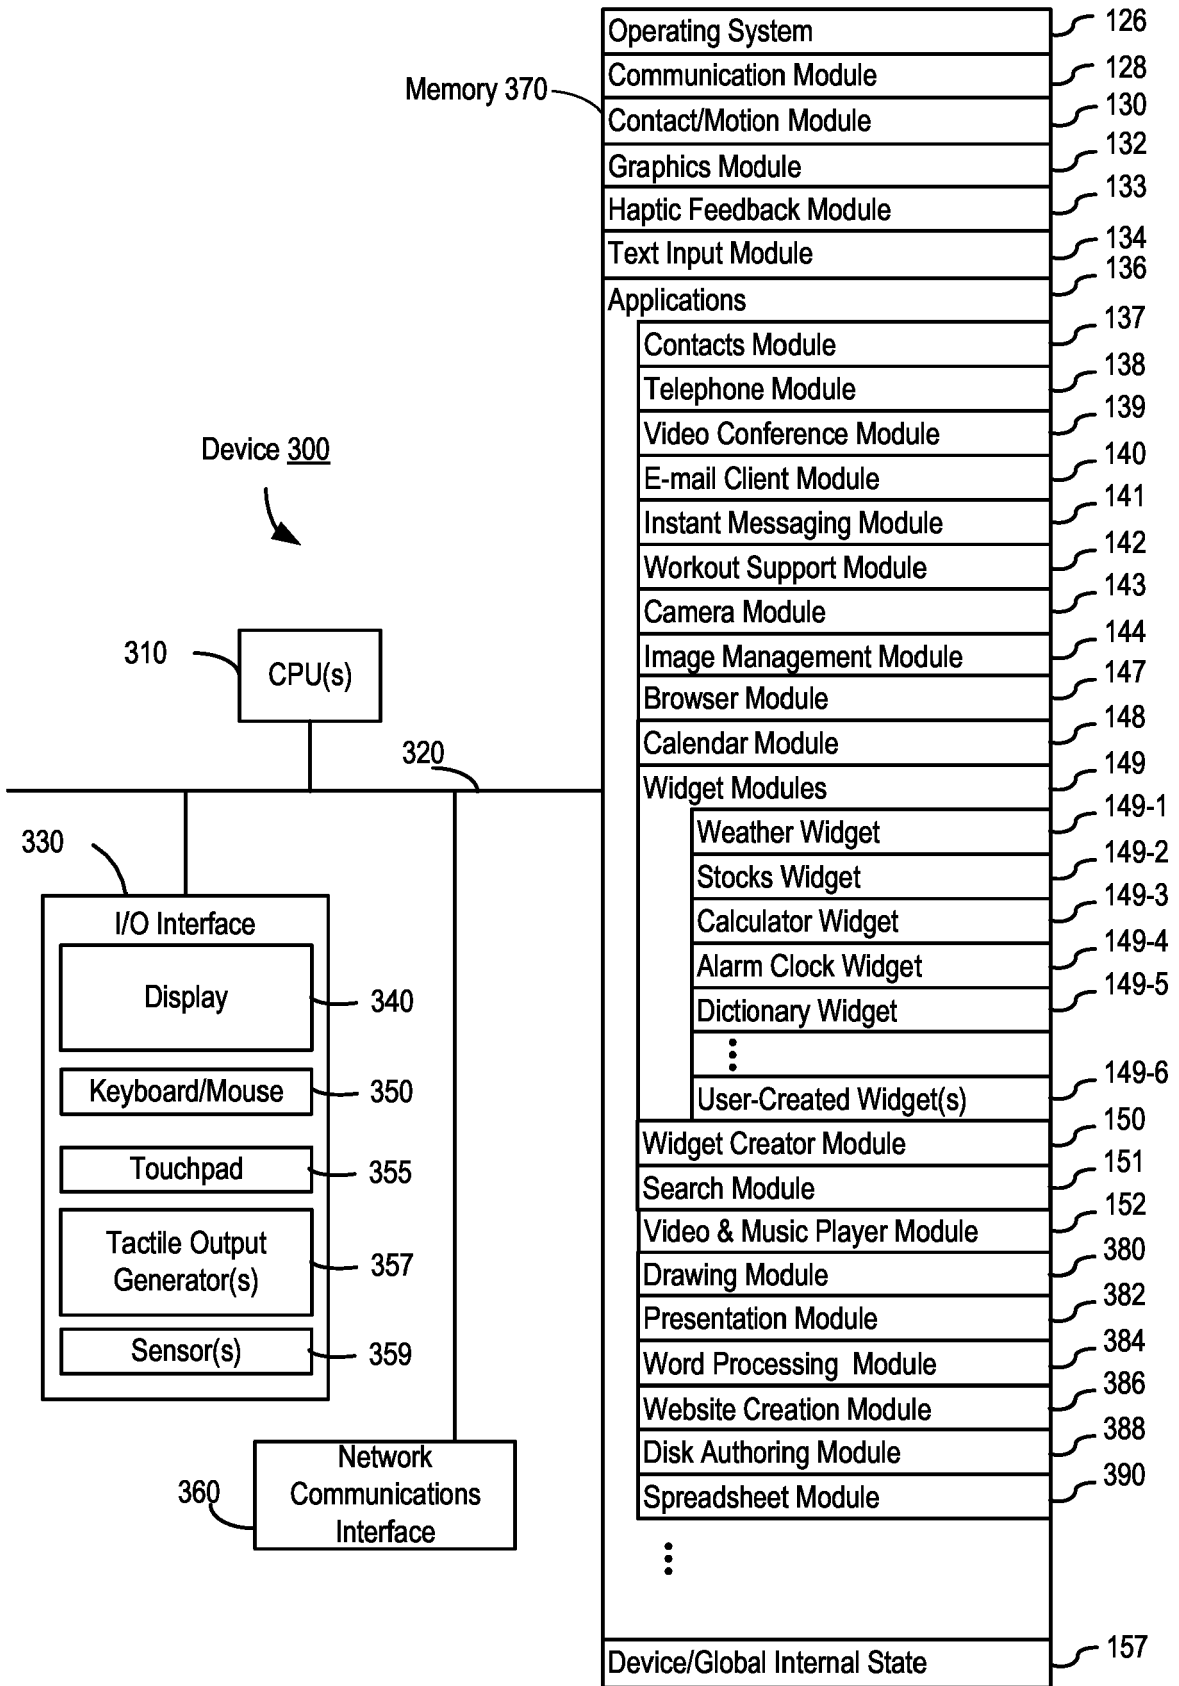 Operating System 126
Communication Module 128
Memory 370
Contact/Motion Module 130
Graphics Module 132
Haptic Feedback Module 133
Text Input Module 134
Applications 136
Contacts Module 137
Telephone Module 138
Video Conference Module 139
E-mail Client Module 140
Instant Messaging Module 141
Workout Support Module 142
Camera Module 143
Image Management Module 144
Browser Module 147
Calendar Module 148
Widget Modules 149
Weather Widget 149-1
Stocks Widget 149-2
Calculator Widget 149-3
Alarm Clock Widget 149-4
Dictionary Widget 149-5
User-Created Widget(s) 149-6
Widget Creator Module 150
Search Module 151
Video & Music Player Module 152
Drawing Module 380
Presentation Module 382
Word Processing Module 384
Website Creation Module 386
Disk Authoring Module 388
Spreadsheet Module 390
Device/Global Internal State 157
Device 300
310
CPU(s)
320
330
I/O Interface
Display 340
Keyboard/Mouse 350
Touchpad 355
Tactile Output
Generator(s) 357
Sensor(s) 359
360
Network
Communications
Interface